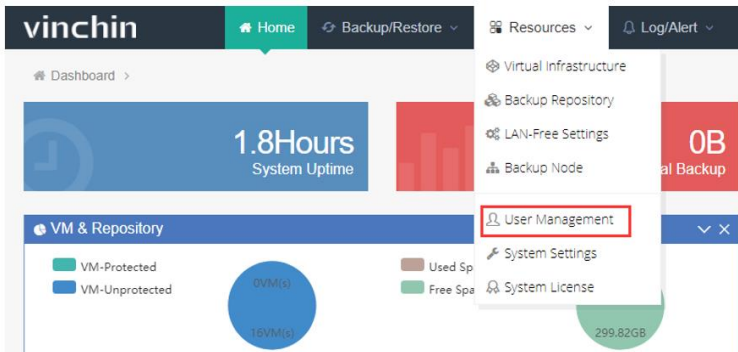 vinchin
Home
Backup/Restore
Resources
Log/Alert
Dashboard >
Virtual Infrastructure
Backup Repository
LAN-Free Settings
Backup Node
User Management
System Settings
System License
1.8Hours
System Uptime
0B
al Backup
VM & Repository
VM-Protected
VM-Unprotected
0VM(s)
16VM(s)
Used Sp
Free Spa
299.82GB